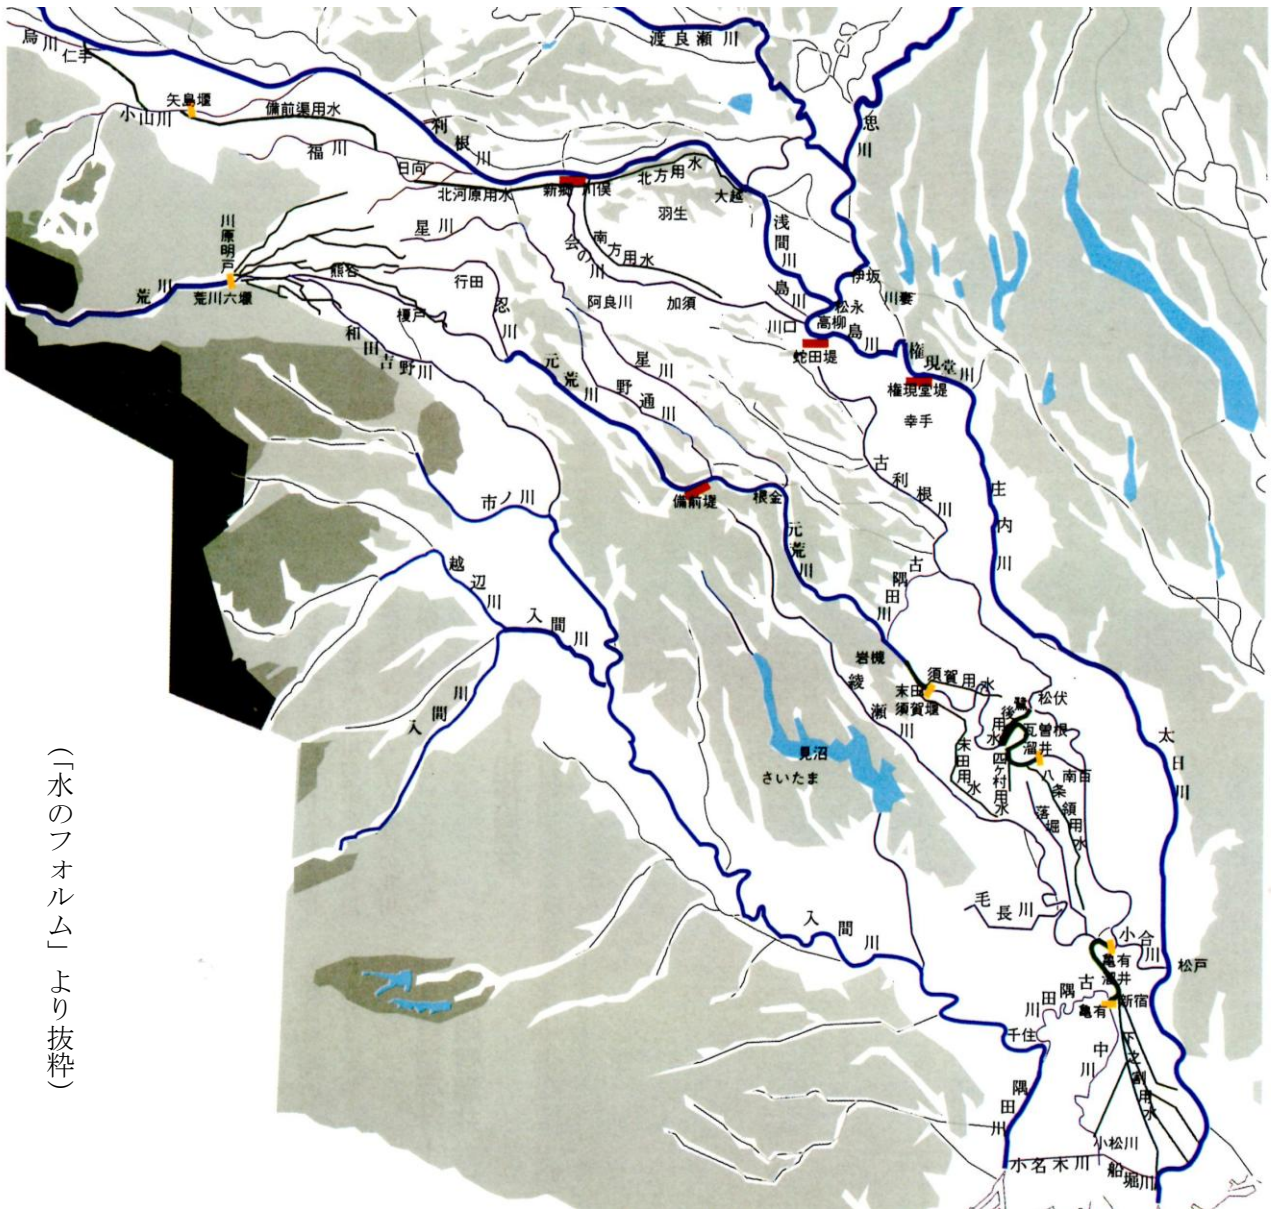 烏川
仁手
渡良瀬川
矢島堰
小山川
備前渠用水
利根川
思川
福川
日向
北河原用水
新郷
川俣
北方用水
大越
羽生
浅間川
川原明戸
星川
会の川
南方用水
伊坂
荒川
荒川六堰
熊谷
行田
忍川
阿良川
加須
島川
松永
川妻
榎戸
川口
高柳
島川
和田吉野川
蛇田堤
権現堂川
権現堂堤
元荒川
星川
野通川
幸手
古利根川
市ノ川
備前堤
根金
庄内川
元荒川
越辺川
古隅田川
入間川
岩槻
須賀用水
末田
須賀堰
綾瀬川
松伏
鷺後用水
瓦曽根
溜井
入間川
太日川
見沼
末田用水
四ヶ村用水
さいたま
八条
南百
領用水
落堀
毛長川
入間川
小合川
亀有
溜井
松戸
古隅田川
亀有
新宿
千住
中川
下之割用水
隅田川
小松川
小名木川
船堀川
(「水のフォルム」より抜粋)